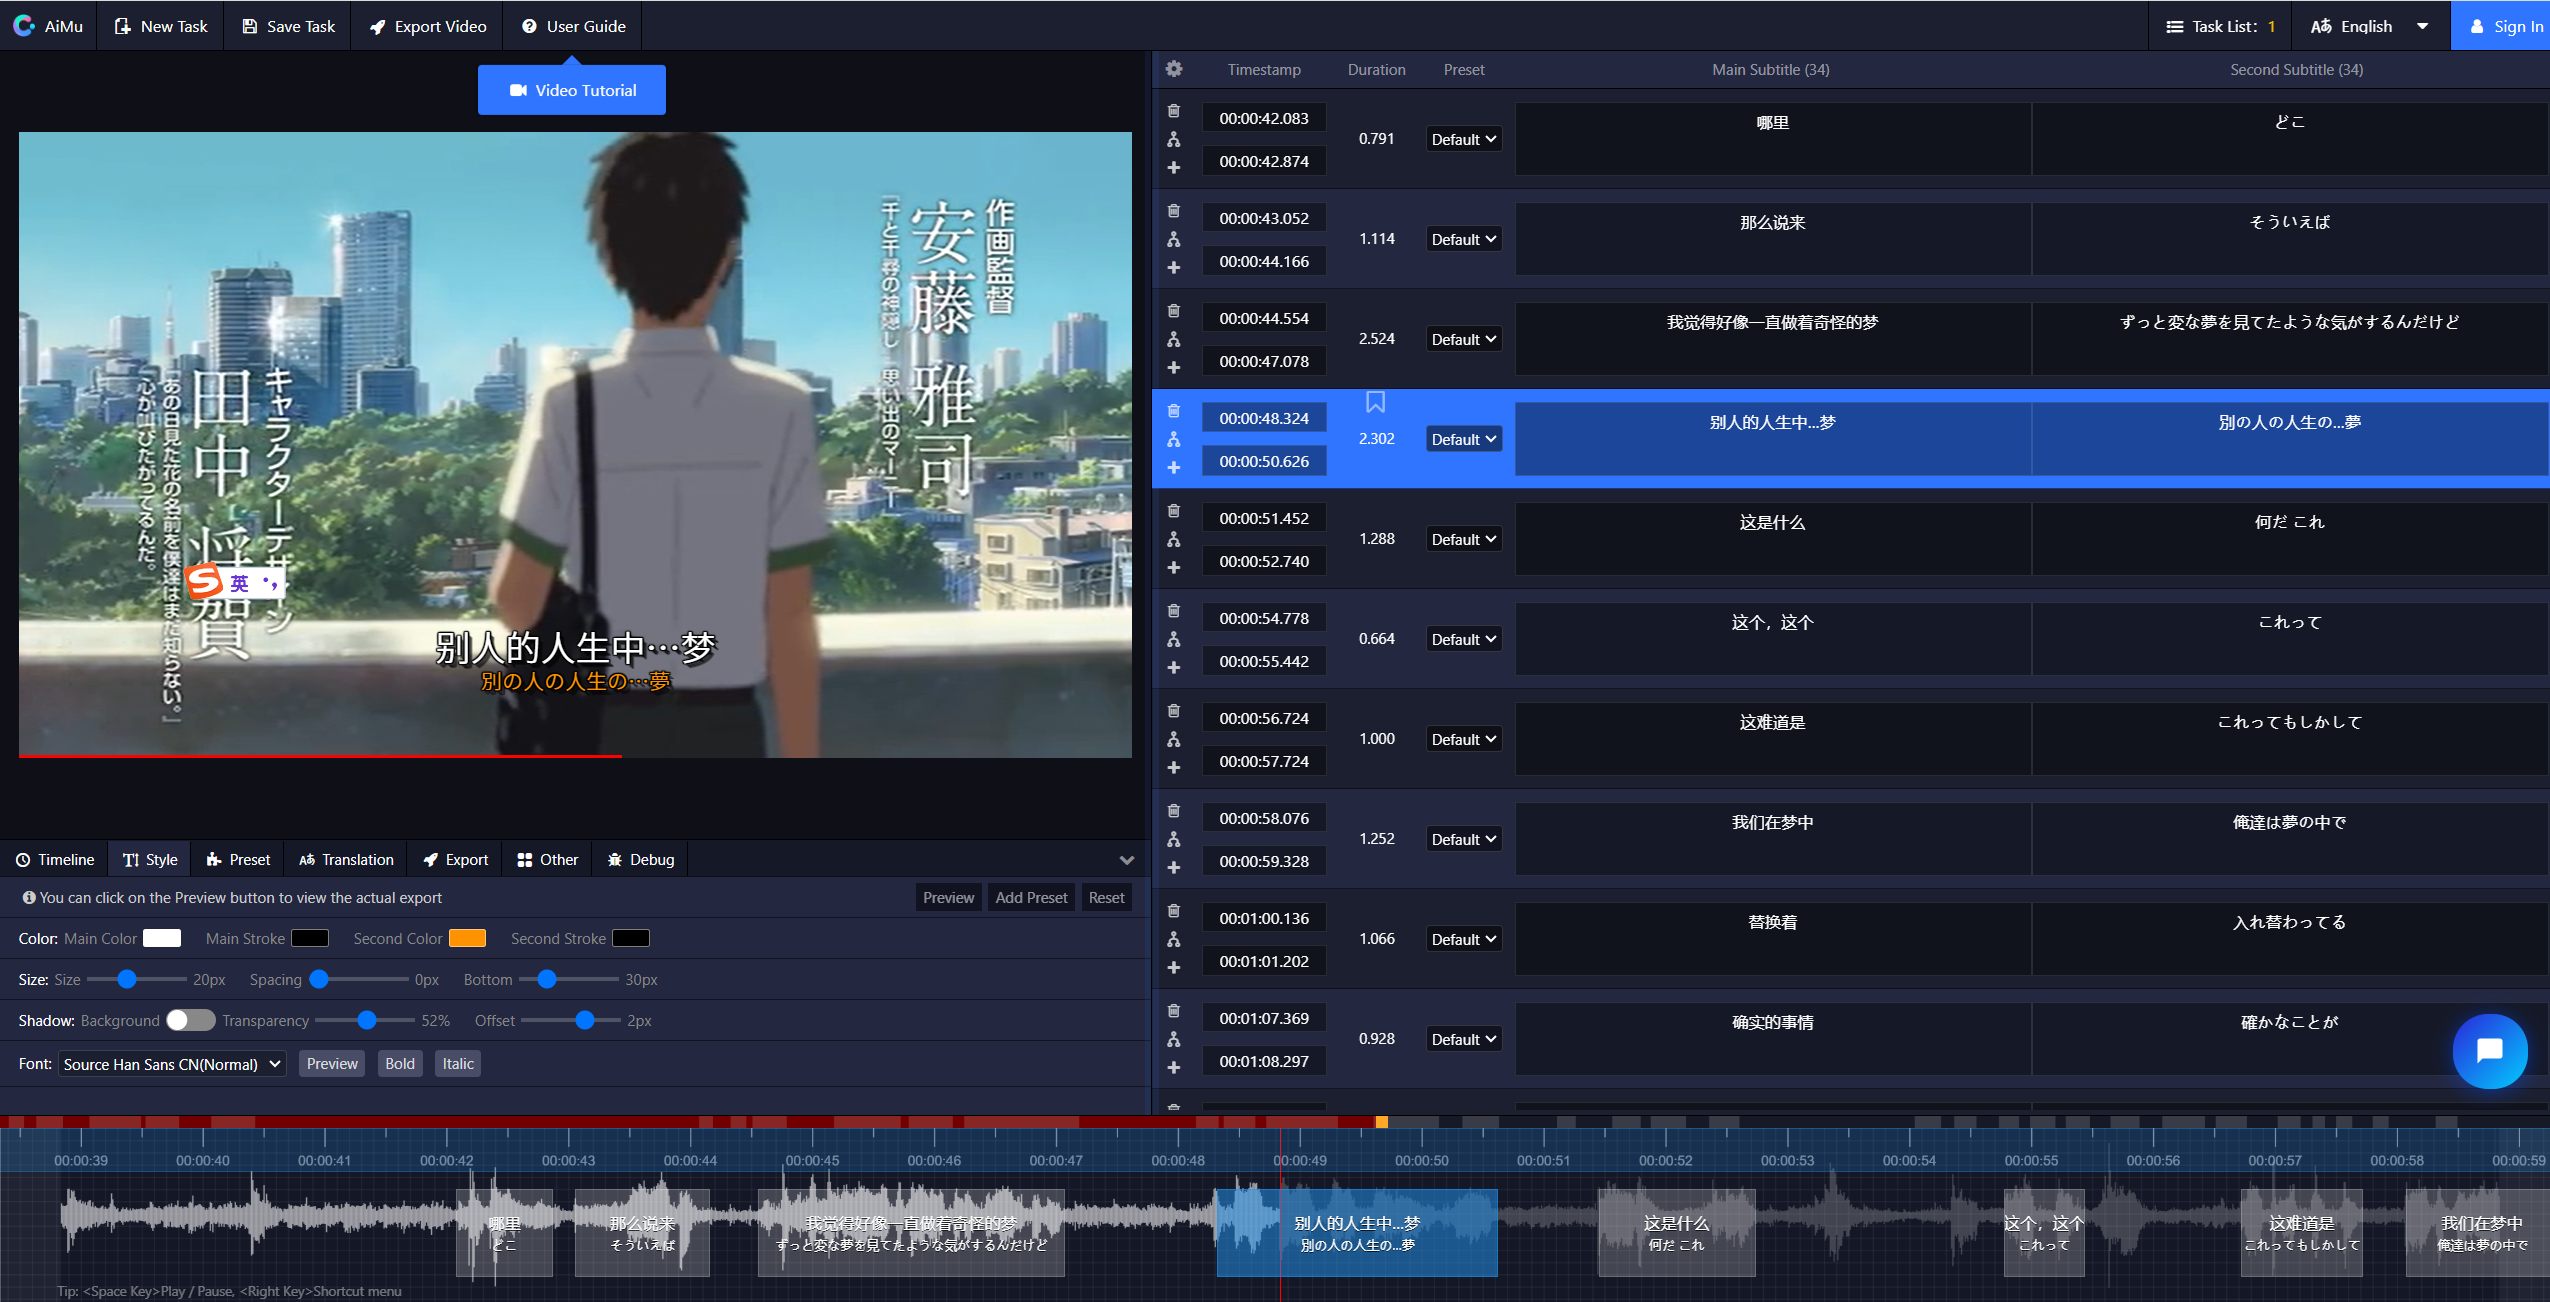 AiMu
New Task
Save Task
Export Video
User Guide
Task List: 1
English
Sign In
Video Tutorial
作画監督
安藤 雅司
「千と千尋の神隠し」「思い出のマーニー」
キャラクターデザイン
田中 将賀
「あの日見た花の名前を僕達はまだ知らない。」
「心が叫びたがってるんだ。」
英
别人的人生中…梦
別の人の人生の…夢
Timestamp Duration Preset Main Subtitle (34) Second Subtitle (34)
00:00:42.083
00:00:42.874
0.791 Default 哪里 どこ
00:00:43.052
00:00:44.166
1.114 Default 那么说来 そういえば
00:00:44.554
00:00:47.078
2.524 Default 我觉得好像一直做着奇怪的梦 ずっと変な夢を見てたような気がするんだけど
00:00:48.324
00:00:50.626
2.302 Default 别人的人生中...梦 別の人の人生の...夢
00:00:51.452
00:00:52.740
1.288 Default 这是什么 何だ これ
00:00:54.778
00:00:55.442
0.664 Default 这个，这个 これって
00:00:56.724
00:00:57.724
1.000 Default 这难道是 これってもしかして
00:00:58.076
00:00:59.328
1.252 Default 我们在梦中 俺達は夢の中で
00:01:00.136
00:01:01.202
1.066 Default 替换着 入れ替わってる
00:01:07.369
00:01:08.297
0.928 Default 确实的事情 確かなことが
Timeline Style Preset Translation Export Other Debug
You can click on the Preview button to view the actual export Preview Add Preset Reset
Color: Main Color Main Stroke Second Color Second Stroke
Size: Size 20px Spacing 0px Bottom 30px
Shadow: Background Transparency 52% Offset 2px
Font: Source Han Sans CN(Normal) Preview Bold Italic
00:00:39 00:00:40 00:00:41 00:00:42 00:00:43 00:00:44 00:00:45 00:00:46 00:00:47 00:00:48 00:00:49 00:00:50 00:00:51 00:00:52 00:00:53 00:00:54 00:00:55 00:00:56 00:00:57 00:00:58 00:00:59
哪里 那么说来 我觉得好像一直做着奇怪的梦 别人的人生中...梦 这是什么 这个，这个 这难道是 我们在梦中
どこ そういえば ずっと変な夢を見てたような気がするんだけど 別の人の人生の...夢 何だ これ これって これってもしかして 俺達は夢の中で
Tip: <Space Key>Play / Pause, <Right Key>Shortcut menu